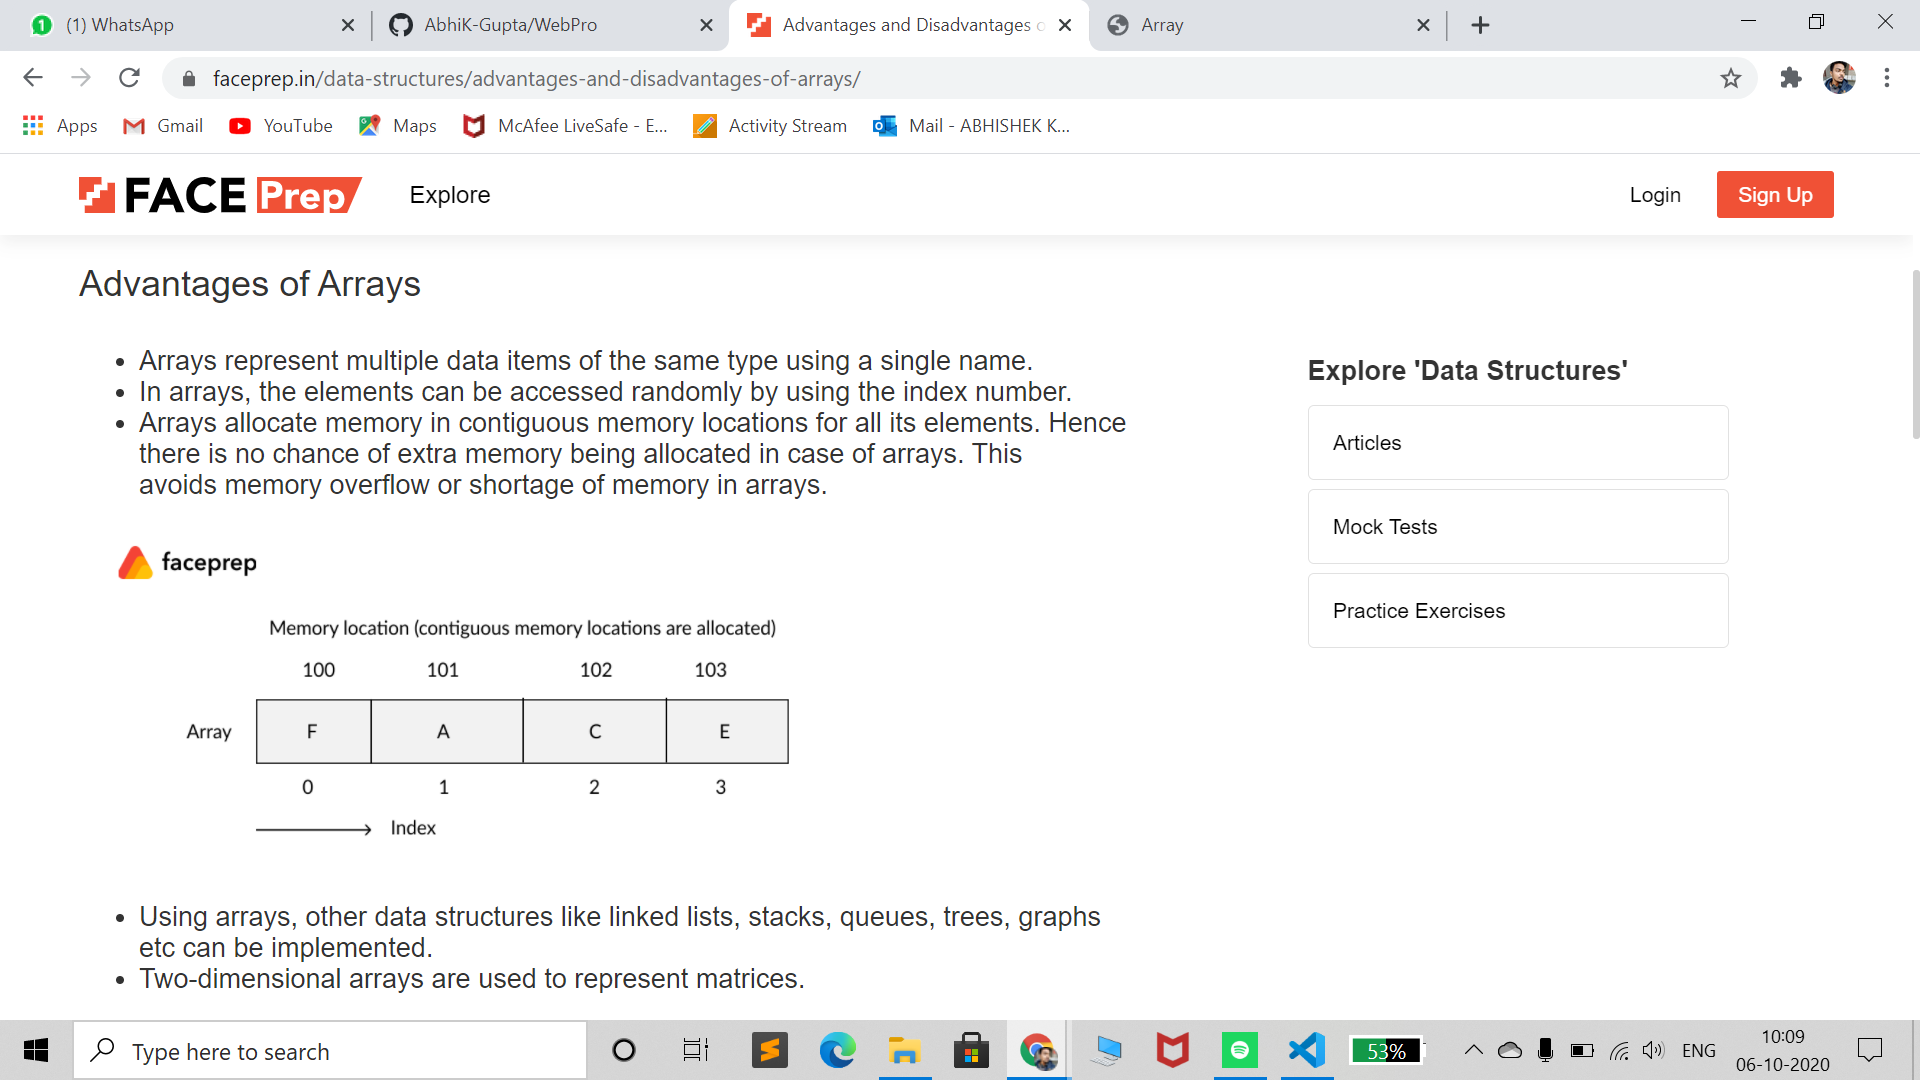 (1) WhatsApp
AbhiK-Gupta/WebPro
Advantages and Disadvantages o
Array
faceprep.in/data-structures/advantages-and-disadvantages-of-arrays/
Apps
Gmail
YouTube
Maps
McAfee LiveSafe - E...
Activity Stream
Mail - ABHISHEK K...
FACE Prep
Explore
Login
Sign Up
Advantages of Arrays
• Arrays represent multiple data items of the same type using a single name.
• In arrays, the elements can be accessed randomly by using the index number.
• Arrays allocate memory in contiguous memory locations for all its elements. Hence
there is no chance of extra memory being allocated in case of arrays. This
avoids memory overflow or shortage of memory in arrays.
Explore 'Data Structures'
Articles
Mock Tests
Practice Exercises
faceprep
Memory location (contiguous memory locations are allocated)
100 101 102 103
Array F A C E
0 1 2 3
Index
• Using arrays, other data structures like linked lists, stacks, queues, trees, graphs
etc can be implemented.
• Two-dimensional arrays are used to represent matrices.
Type here to search
53%
ENG
10:09
06-10-2020